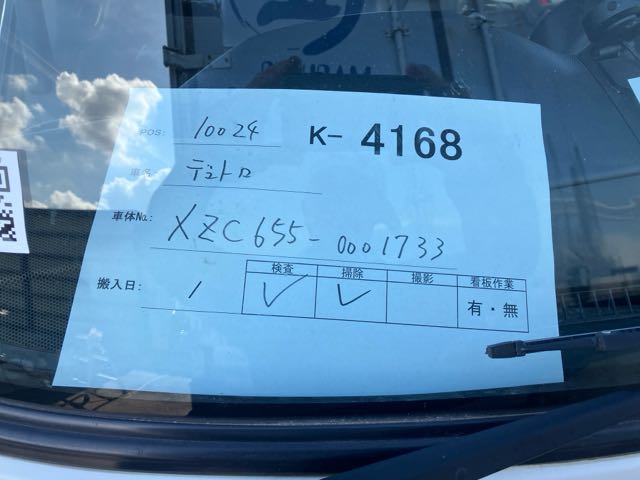 MARUKO
POS: 10024
K- 4168
車名: デュトロ
車体No: XZC655-0001733
搬入日: /
検査 掃除 撮影 看板作業
✓ ✓ 有・無